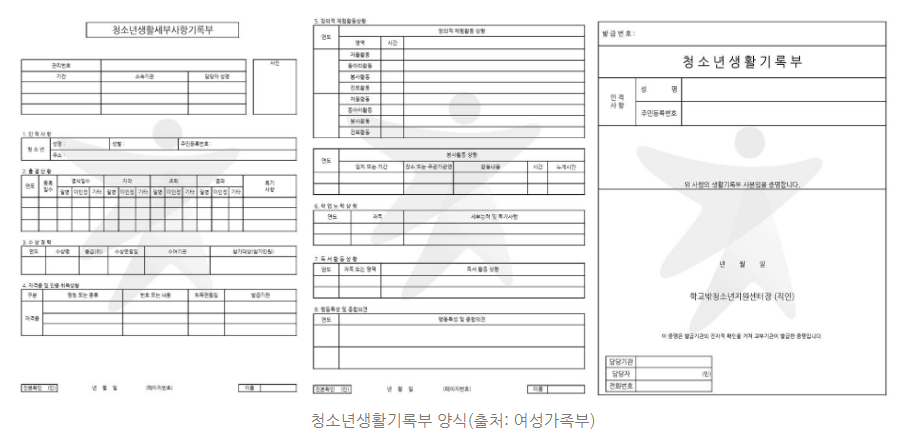 청소년생활세부사항기록부
관리번호
사진
기간 소속기관 담당자 성명
1. 인적사항
청소년 성명 : 성별 : 주민등록번호 :
주소 :
2. 출결상황
연도 결석일수 지각 조퇴 결과 특기사항
질병 미인정 기타 질병 미인정 기타 질병 미인정 기타 질병 미인정 기타
3. 수상경력
연도 수상명 등급(위) 수상연월일 수여기관 참가대상(참가인원)
4. 자격증 및 인증 취득상황
구분 명칭 또는 종류 번호 또는 내용 취득연월일 발급기관
자격증
원본확인 (인) 년 월 일 (페이지번호) 이름
5. 창의적 체험활동상황
연도 창의적 체험활동 상황
영역 시간
자율활동
동아리활동
봉사활동
진로활동
자율활동
동아리활동
봉사활동
진로활동
연도 봉사활동 상황
일자 또는 기간 장소 또는 주관기관명 활동내용 시간 누계시간
6. 학업능력상황
연도 과목 세부능력 및 특기사항
7. 독서활동상황
연도 과목 또는 영역 독서 활동 상황
8. 행동특성 및 종합의견
연도 행동특성 및 종합의견
원본확인 (인) 년 월 일 (페이지번호) 이름
발급번호 :
청소년생활기록부
인적사항 성 명
주민등록번호
위 사람의 생활기록부 사본임을 증명합니다.
년 월 일
학교밖청소년지원센터장 (직인)
이 증명은 발급기관의 전자적 확인을 거쳐 교부기관이 발급한 증명입니다.
담당기관
담당자 (인)
전화번호
청소년생활기록부 양식(출처: 여성가족부)